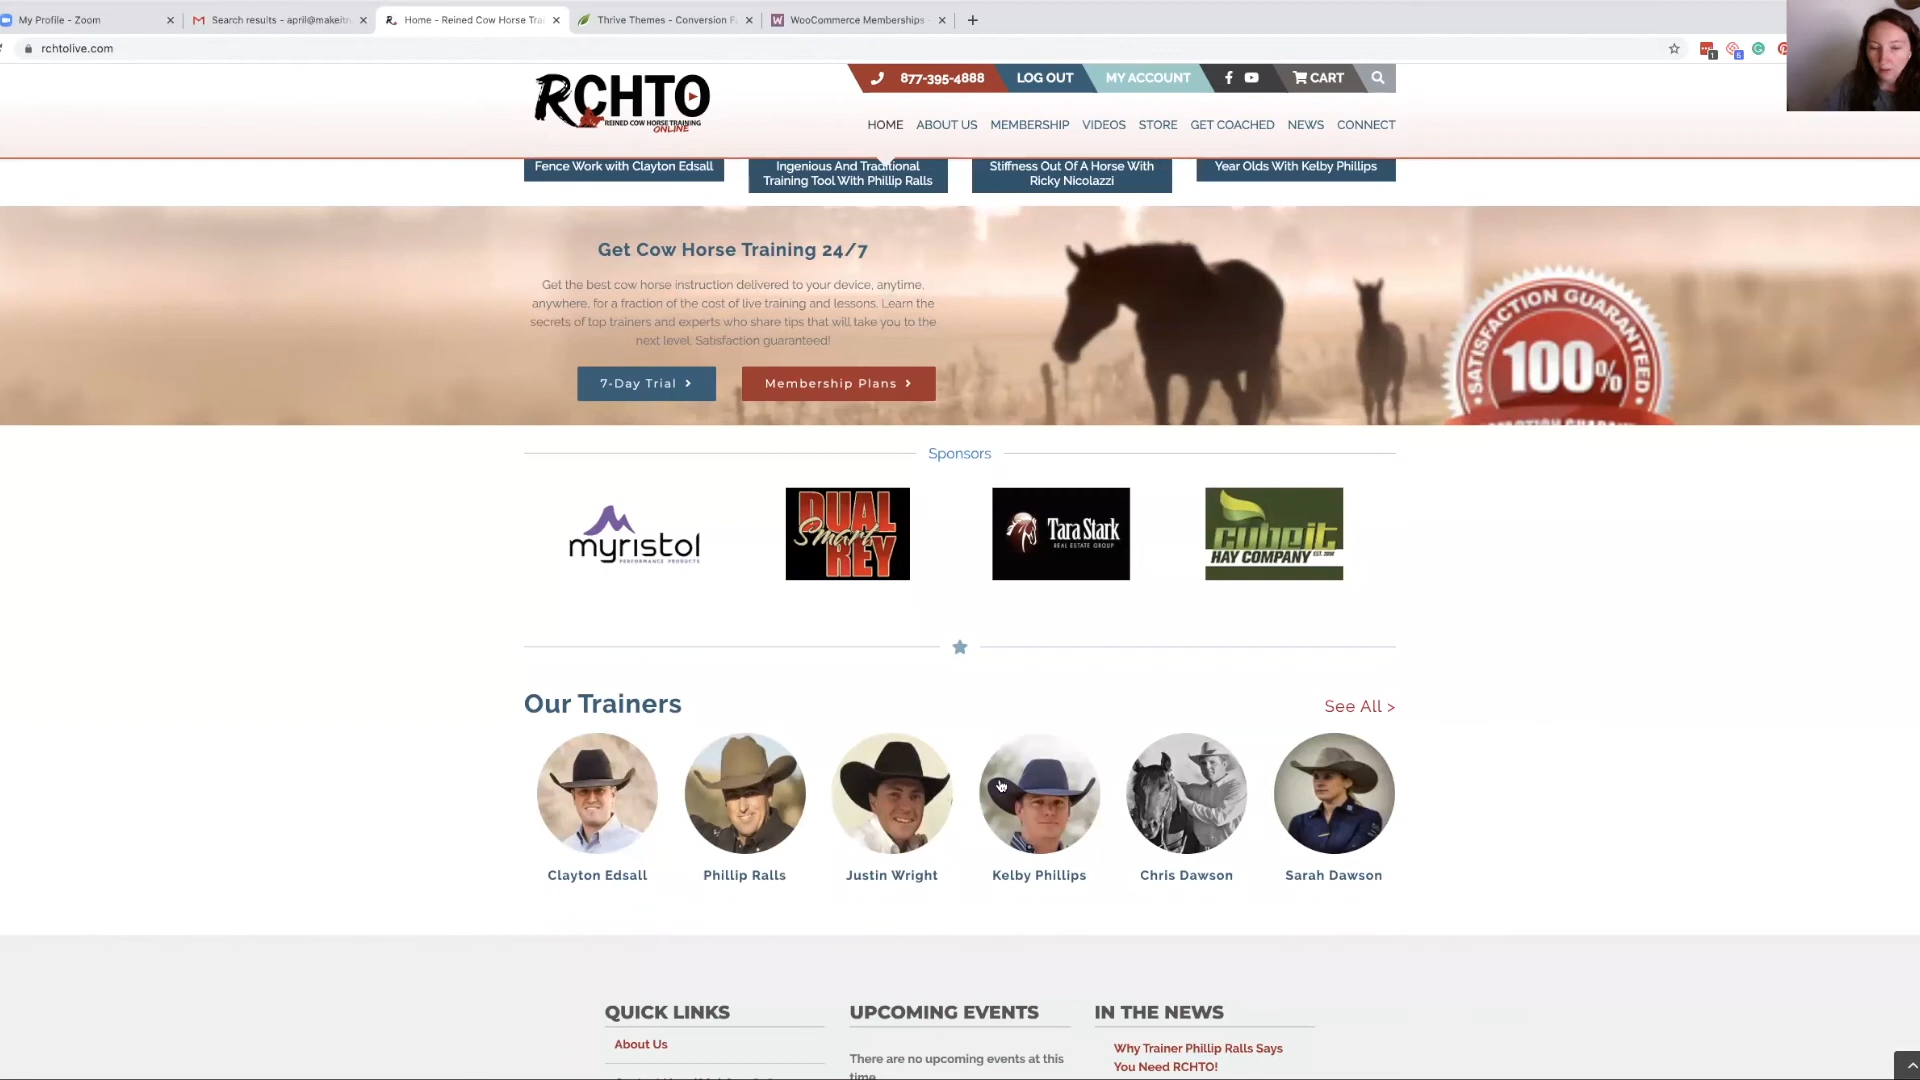 My Profile - Zoom
Search results - april@makeitru
Home - Reined Cow Horse Trai
Thrive Themes - Conversion F
WooCommerce Memberships -
rchtolive.com
1
5
RCHTO
REINED COW HORSE TRAINING
ONLINE
877-395-4888
LOG OUT
MY ACCOUNT
CART
HOME
ABOUT US
MEMBERSHIP
VIDEOS
STORE
GET COACHED
NEWS
CONNECT
Fence Work with Clayton Edsall
Ingenious And Traditional
Training Tool With Phillip Ralls
Stiffness Out Of A Horse With
Ricky Nicolazzi
Year Olds With Kelby Phillips
Get Cow Horse Training 24/7
Get the best cow horse instruction delivered to your device, anytime,
anywhere, for a fraction of the cost of live training and lessons. Learn the
secrets of top trainers and experts who share tips that will take you to the
next level. Satisfaction guaranteed!
7-Day Trial >
Membership Plans >
SATISFACTION GUARANTEED
100%
SATISFACTION GUARANTEED
Sponsors
myristol
PERFORMANCE PRODUCTS
DUAL
Smart
REY
Tara Stark
REAL ESTATE GROUP
cubeit
HAY COMPANY
Our Trainers
See All >
Clayton Edsall
Phillip Ralls
Justin Wright
Kelby Phillips
Chris Dawson
Sarah Dawson
QUICK LINKS
About Us
UPCOMING EVENTS
There are no upcoming events at this
time.
IN THE NEWS
Why Trainer Phillip Ralls Says
You Need RCHTO!